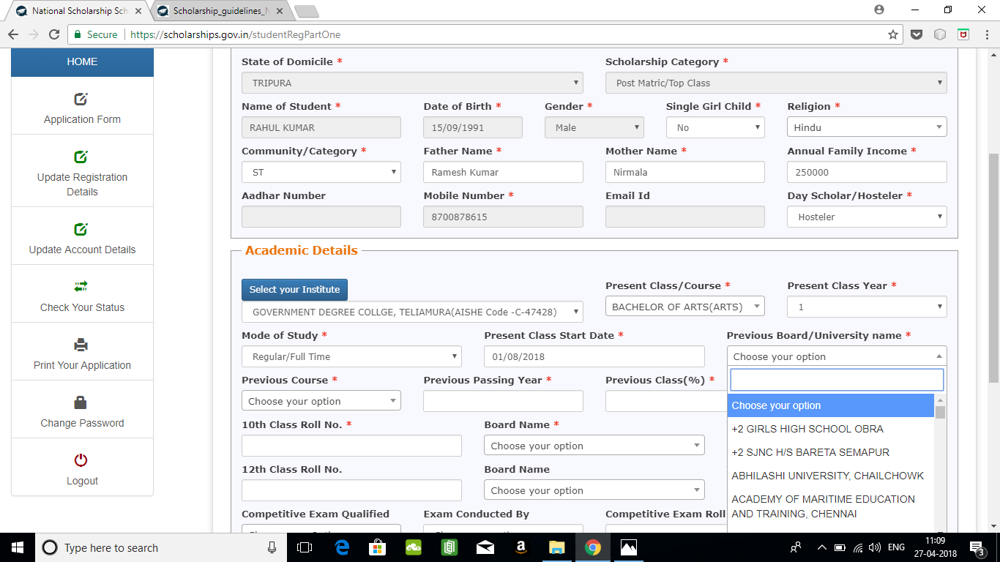 National Scholarship Sch
Scholarship_guidelines_N
Secure
https://scholarships.gov.in/studentRegPartOne
HOME
Application Form
Update Registration
Details
Update Account Details
Check Your Status
Print Your Application
Change Password
Logout
State of Domicile * Scholarship Category *
TRIPURA Post Matric/Top Class
Name of Student * Date of Birth * Gender * Single Girl Child * Religion *
RAHUL KUMAR 15/09/1991 Male No Hindu
Community/Category * Father Name * Mother Name * Annual Family Income *
ST Ramesh Kumar Nirmala 250000
Aadhar Number Mobile Number * Email Id Day Scholar/Hosteler *
8700878615 Hosteler
Academic Details
Select your Institute Present Class/Course * Present Class Year *
GOVERNMENT DEGREE COLLGE, TELIAMURA(AISHE Code -C-47428) BACHELOR OF ARTS(ARTS) 1
Mode of Study * Present Class Start Date * Previous Board/University name *
Regular/Full Time 01/08/2018 Choose your option
Previous Course * Previous Passing Year * Previous Class(%) *
Choose your option
10th Class Roll No. * Board Name *
Choose your option
12th Class Roll No. Board Name
Choose your option
Competitive Exam Qualified Exam Conducted By Competitive Exam Roll
Choose your option
+2 GIRLS HIGH SCHOOL OBRA
+2 SJNC H/S BARETA SEMAPUR
ABHILASHI UNIVERSITY, CHAILCHOWK
ACADEMY OF MARITIME EDUCATION
AND TRAINING, CHENNAI
Type here to search
ENG
11:09
27-04-2018
3